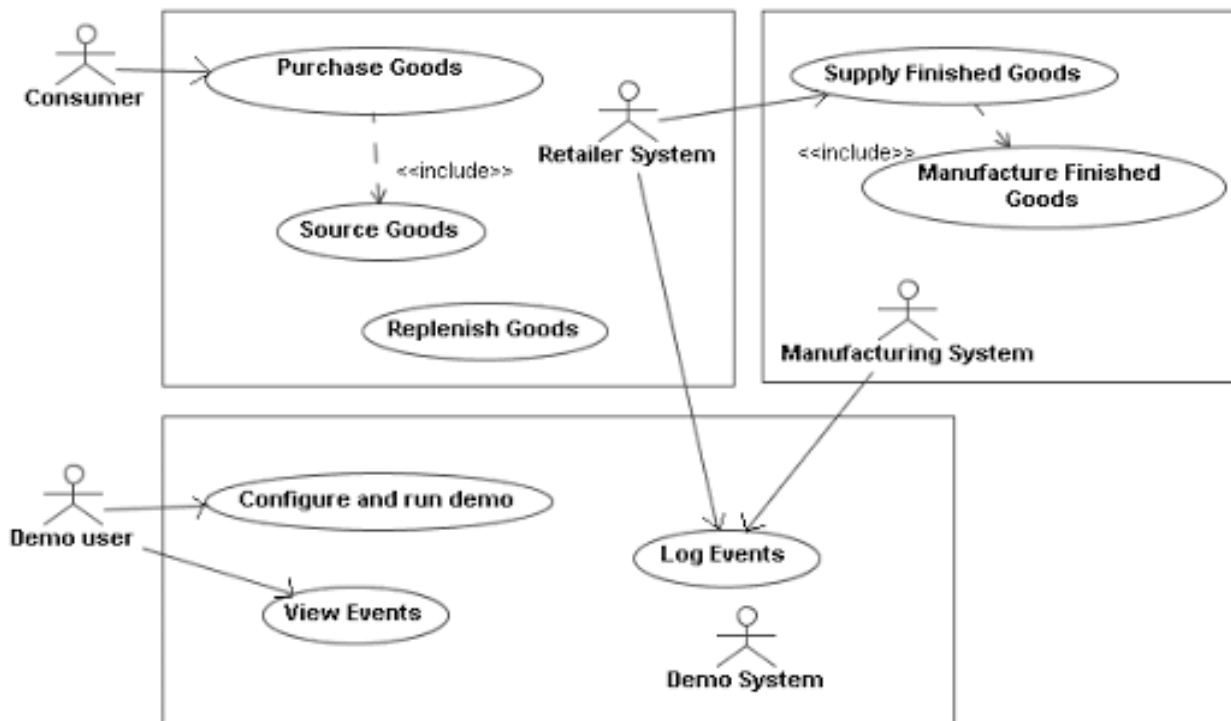 Purchase Goods
Consumer
<<include>>
Source Goods
Replenish Goods
Retailer System
Supply Finished Goods
<<include>>
Manufacture Finished
Goods
Manufacturing System
Configure and run demo
Demo user
View Events
Log Events
Demo System